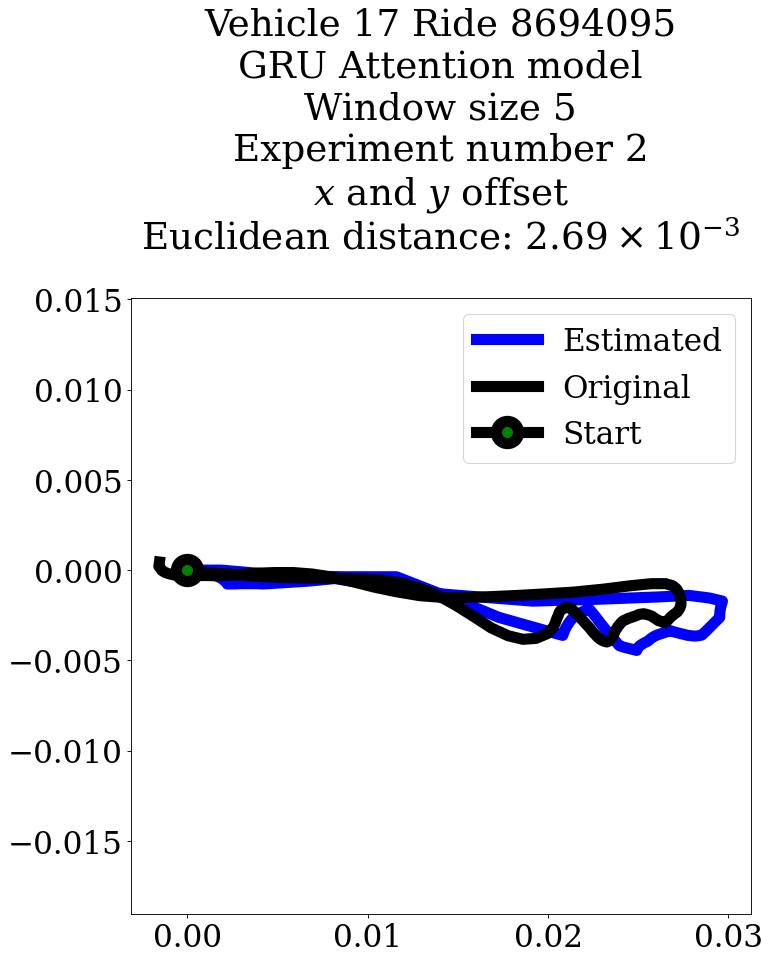 Vehicle 17 Ride 8694095
GRU Attention model
Window size 5
Experiment number 2
x and y offset
Euclidean distance: 2.69 × 10⁻³
0.015
Estimated
0.010
Original
0.005
Start
0.000
−0.005
−0.010
−0.015
0.00 0.01 0.02 0.03